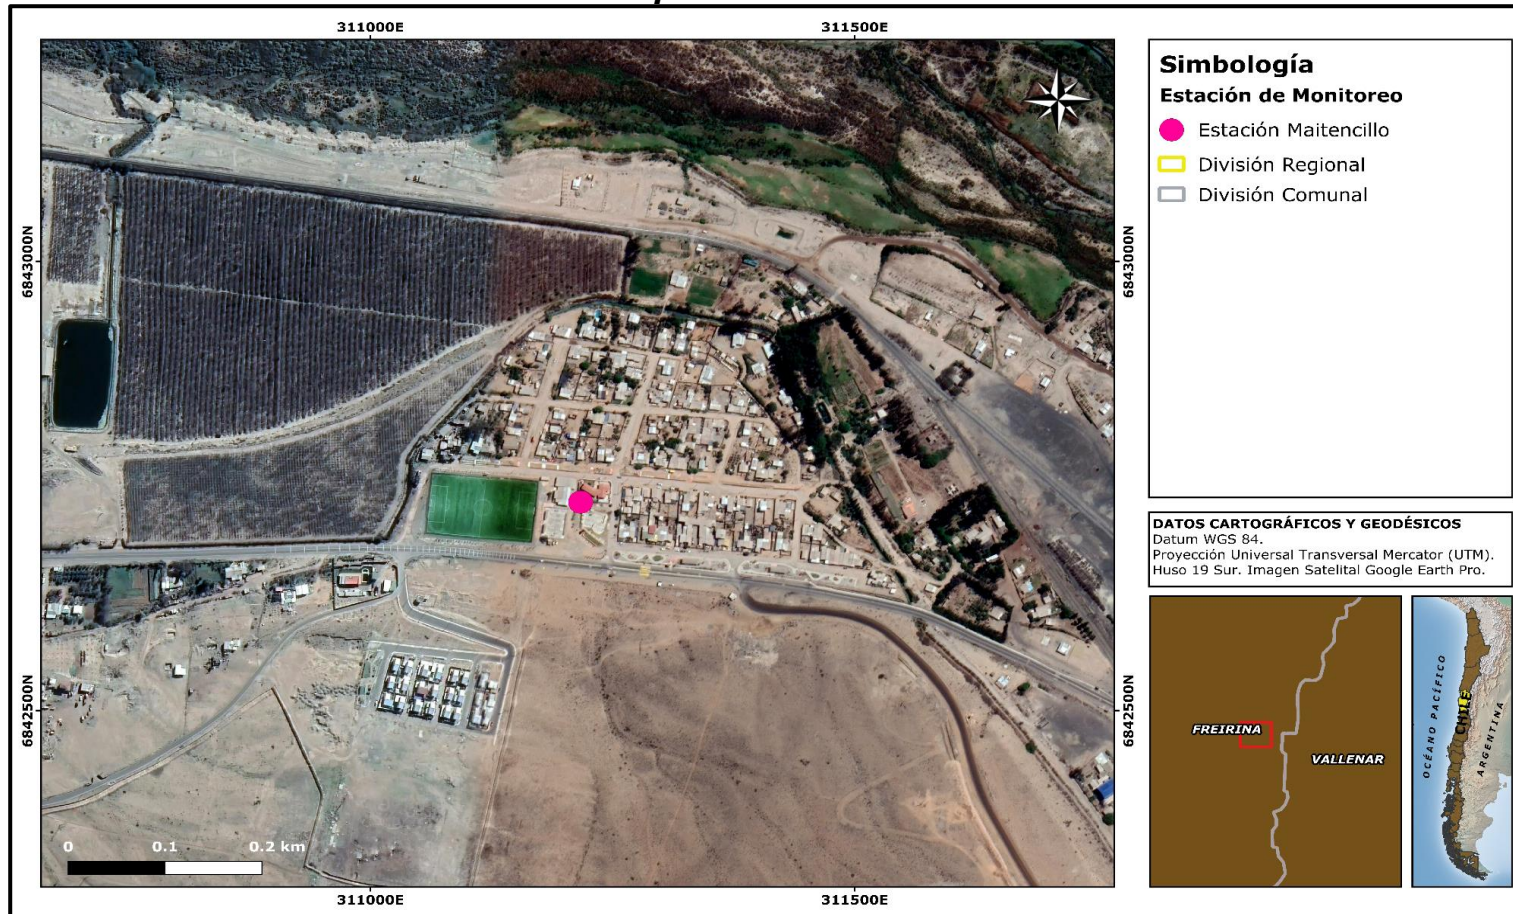 311000E
311500E
6843000N
6842500N
0 0.1 0.2 km
311000E
311500E
6843000N
6842500N
Simbología
Estación de Monitoreo
Estación Maitencillo
División Regional
División Comunal
DATOS CARTOGRÁFICOS Y GEODÉSICOS
Datum WGS 84.
Proyección Universal Transversal Mercator (UTM).
Huso 19 Sur. Imagen Satelital Google Earth Pro.
FREIRINA
VALLENAR
OCÉANO PACÍFICO
CHILE
ARGENTINA